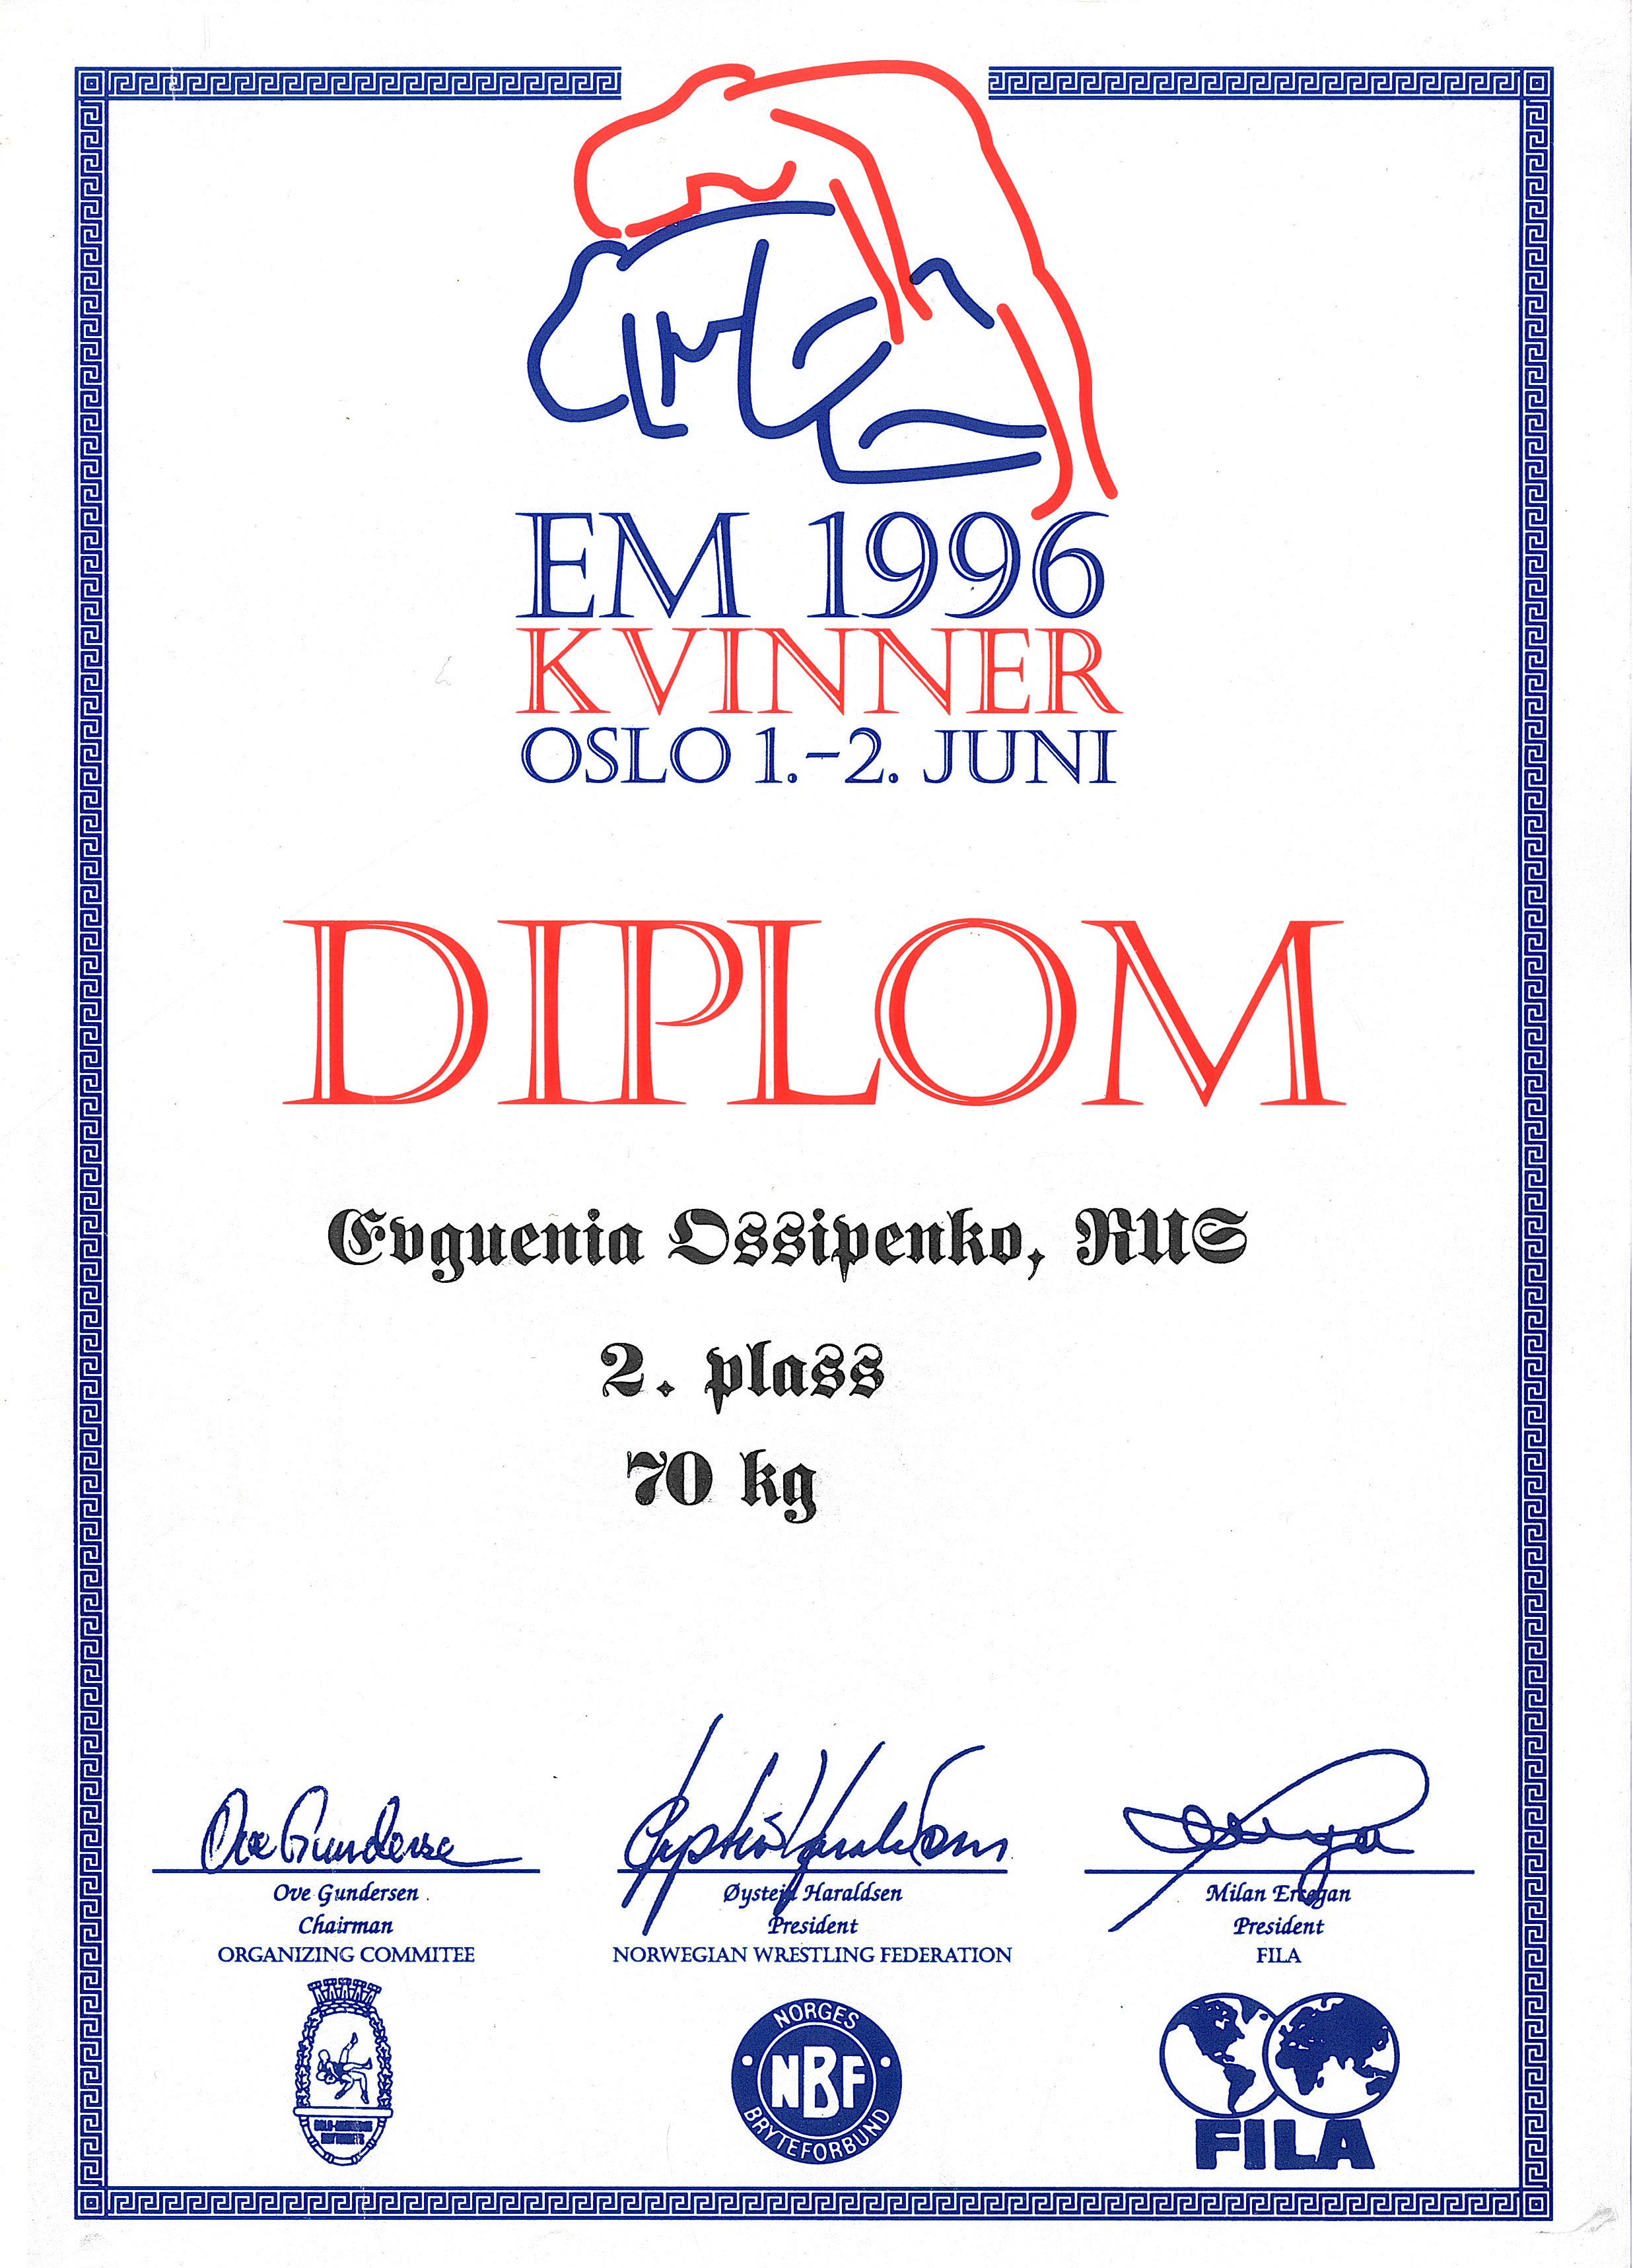 EM 1996
KVINNER
OSLO 1.-2. JUNI
DIPLOM
Evguenia Ossipenko, RUS
2. plass
70 kg
Ove Gundersen
Øystein Haraldsen
Milan Ercegan
Chairman
President
President
ORGANIZING COMMITEE
NORWEGIAN WRESTLING FEDERATION
FILA
NORGES
NBF
BRYTEFORBUND
FILA